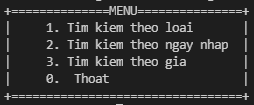 +==============MENU===============+
|     1. Tim kiem theo loai       |
|     2. Tim kiem theo ngay nhap  |
|     3. Tim kiem theo gia        |
|     0.  Thoat                   |
+=================================+